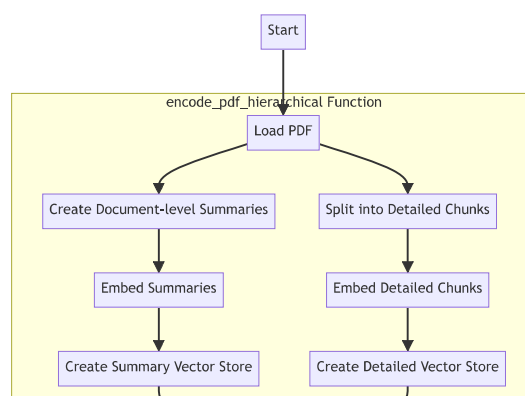 Start
encode_pdf_hierarchical Function
Load PDF
Create Document-level Summaries
Split into Detailed Chunks
Embed Summaries
Embed Detailed Chunks
Create Summary Vector Store
Create Detailed Vector Store